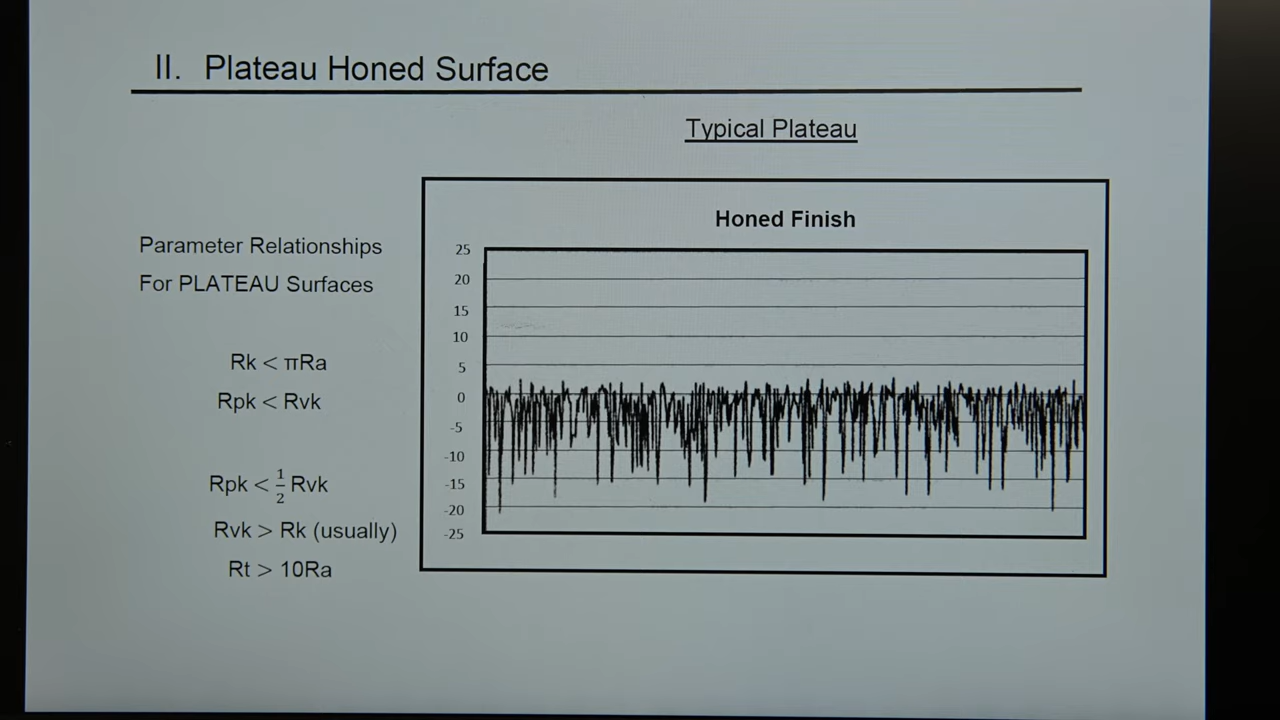 II. Plateau Honed Surface
Typical Plateau
Parameter Relationships
For PLATEAU Surfaces
Rk < πRa
Rpk < Rvk
Rpk < 1/2 Rvk
Rvk > Rk (usually)
Rt > 10Ra
Honed Finish
25
20
15
10
5
0
-5
-10
-15
-20
-25